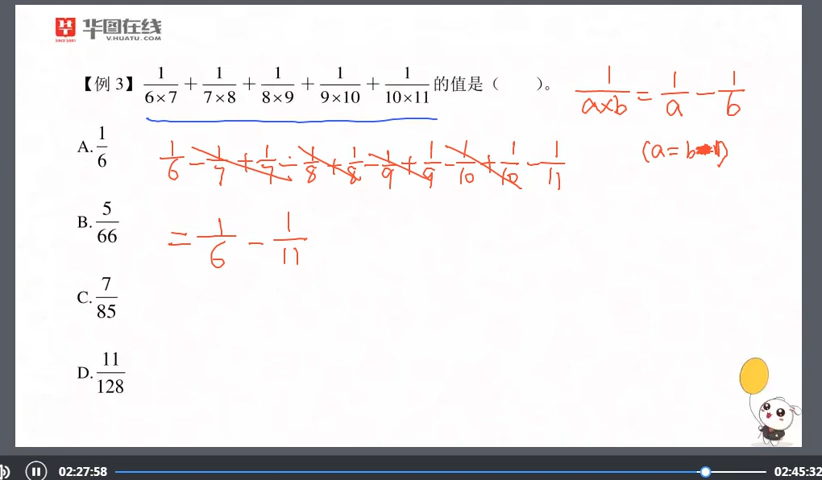 华图在线
V.HUATU.COM
【例 3】1/(6×7) + 1/(7×8) + 1/(8×9) + 1/(9×10) + 1/(10×11) 的值是（ ）。
1/(a×b) = 1/a − 1/b
(a = b − 1)
A. 1/6
1/6 − 1/7 + 1/7 − 1/8 + 1/8 − 1/9 + 1/9 − 1/10 + 1/10 − 1/11
B. 5/66
= 1/6 − 1/11
C. 7/85
D. 11/128
02:27:58
02:45:32